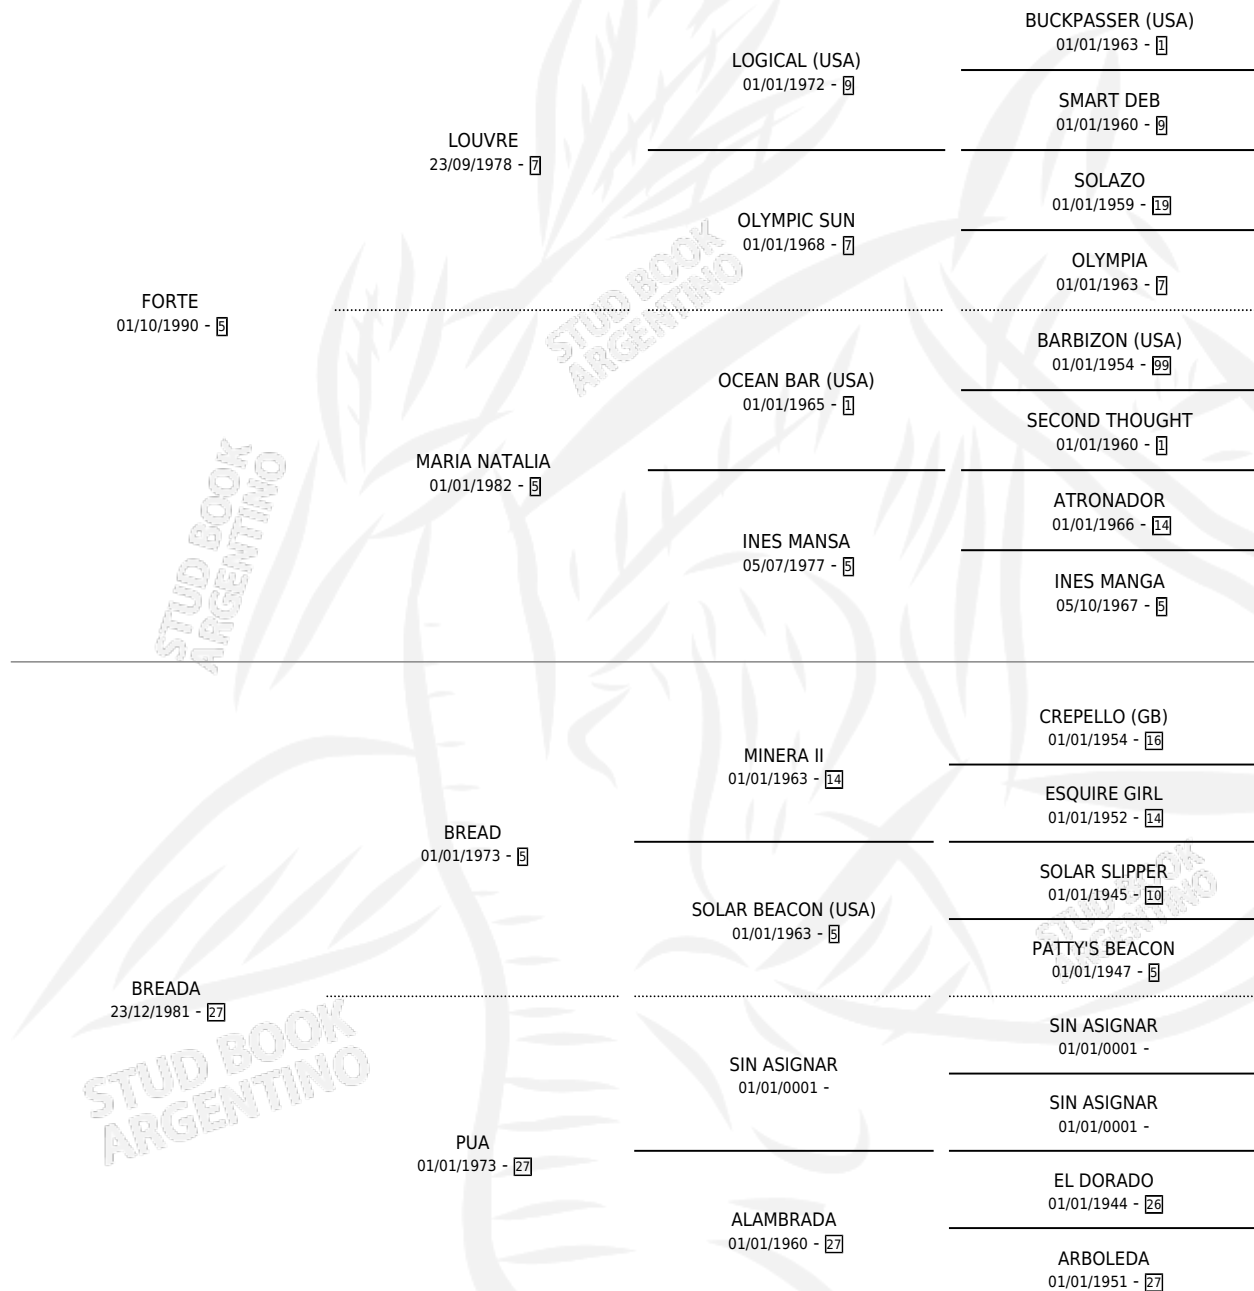 BUCKPASSER (USA)
01/01/1963 - 1
LOGICAL (USA)
01/01/1972 - 9
SMART DEB
01/01/1960 - 9
LOUVRE
23/09/1978 - 7
SOLAZO
01/01/1959 - 19
OLYMPIC SUN
01/01/1968 - 7
OLYMPIA
01/01/1963 - 7
FORTE
01/10/1990 - 5
BARBIZON (USA)
01/01/1954 - 99
OCEAN BAR (USA)
01/01/1965 - 1
SECOND THOUGHT
01/01/1960 - 1
MARIA NATALIA
01/01/1982 - 5
ATRONADOR
01/01/1966 - 14
INES MANSA
05/07/1977 - 5
INES MANGA
05/10/1967 - 5
CREPELLO (GB)
01/01/1954 - 16
MINERA II
01/01/1963 - 14
ESQUIRE GIRL
01/01/1952 - 14
BREAD
01/01/1973 - 5
SOLAR SLIPPER
01/01/1945 - 10
SOLAR BEACON (USA)
01/01/1963 - 5
PATTY'S BEACON
01/01/1947 - 5
BREADA
23/12/1981 - 27
SIN ASIGNAR
01/01/0001 -
SIN ASIGNAR
01/01/0001 -
SIN ASIGNAR
01/01/0001 -
PUA
01/01/1973 - 27
EL DORADO
01/01/1944 - 26
ALAMBRADA
01/01/1960 - 27
ARBOLEDA
01/01/1951 - 27
STUD BOOK
ARGENTINO
STUD BOOK
ARGENTINO
STUD BOOK
ARGENTINO
STUD BOOK
ARGENTINO